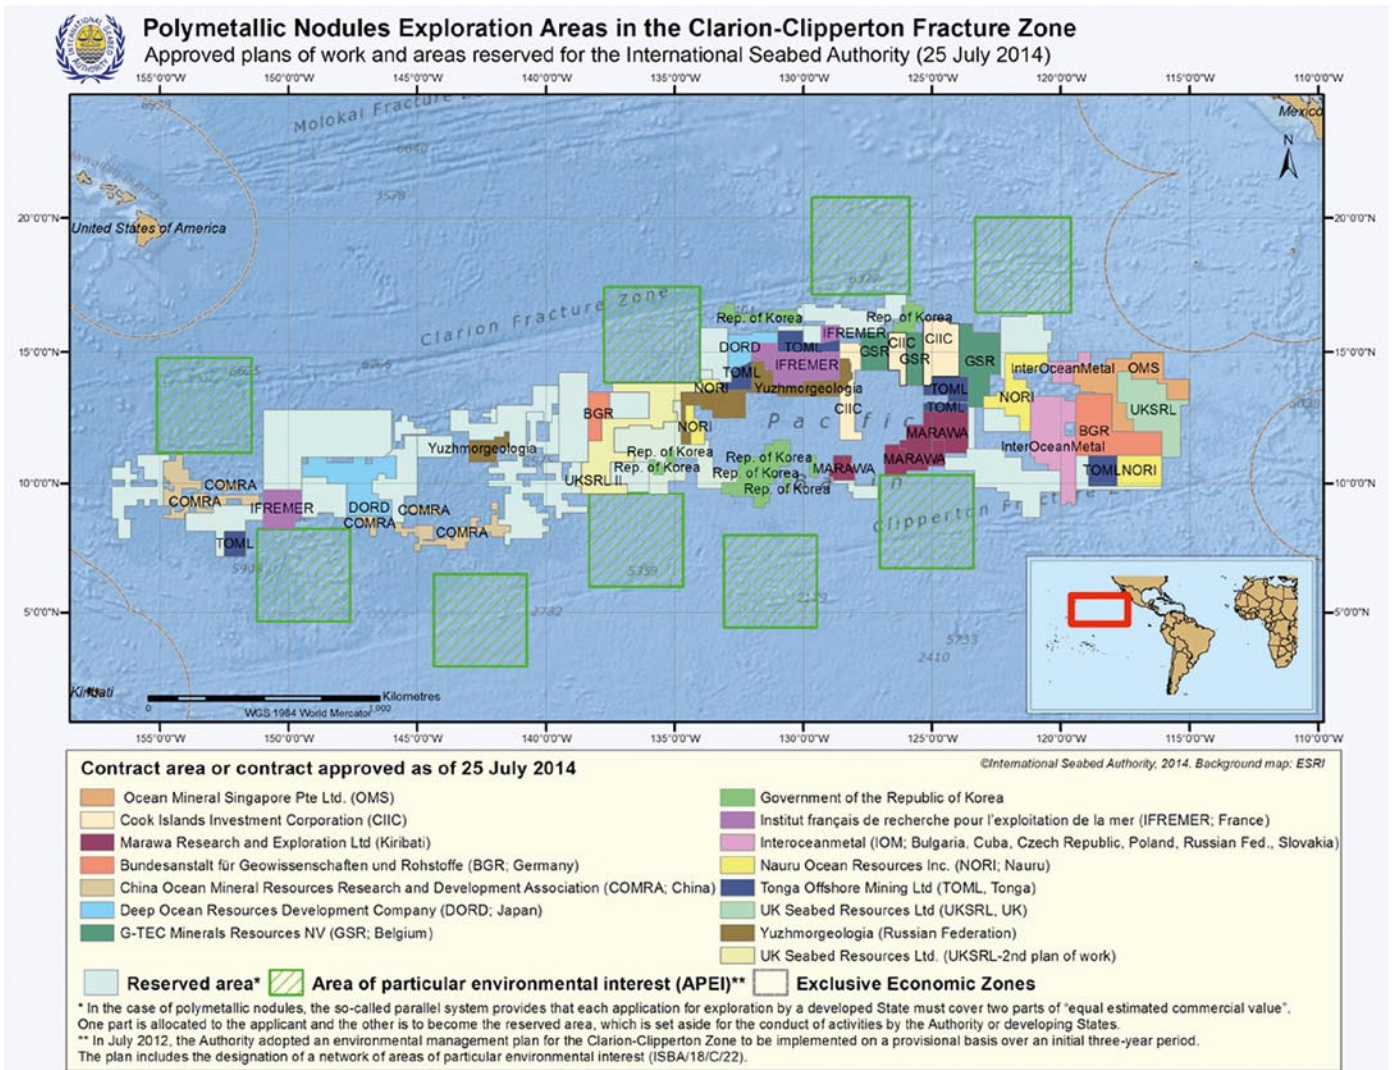 INTERNATIONAL SEABED AUTHORITY
Polymetallic Nodules Exploration Areas in the Clarion-Clipperton Fracture Zone
Approved plans of work and areas reserved for the International Seabed Authority (25 July 2014)
155°0'0"W 150°0'0"W 145°0'0"W 140°0'0"W 135°0'0"W 130°0'0"W 125°0'0"W 120°0'0"W 115°0'0"W 110°0'0"W
Molokai Fracture
Mexico
N
6640
3578
20°0'0"N 20°0'0"N
United States of America
6377
Clarion Fracture Zone
Rep. of Korea Rep. of Korea
IFREMER
CIIC CIIC
DORD TOML GSR GSR GSR
15°0'0"N 15°0'0"N
6766
6605
IFREMER
InterOceanMetal OMS
TOML
NORI Yuzhmorgeologia TOML NORI
BGR CIIC TOML UKSRL
Pacific
NORI MARAWA BGR
Yuzhmorgeologia InterOceanMetal
Rep. of Korea Rep. of Korea MARAWA
Rep. of Korea Rep. of Korea MARAWA TOML NORI
UKSRL II Rep. of Korea
10°0'0"N 10°0'0"N
COMRA
COMRA IFREMER DORD COMRA
COMRA COMRA
Clipperton Fracture
TOML
5908
5359
2129
2782
5°0'0"N 5°0'0"N
5733
2410
Kiribati
Kilometres
0 1,000
WGS 1984 World Mercator
155°0'0"W 150°0'0"W 145°0'0"W 140°0'0"W 135°0'0"W 130°0'0"W 125°0'0"W 120°0'0"W 115°0'0"W 110°0'0"W
Contract area or contract approved as of 25 July 2014
©International Seabed Authority, 2014. Background map: ESRI
Ocean Mineral Singapore Pte Ltd. (OMS)
Cook Islands Investment Corporation (CIIC)
Marawa Research and Exploration Ltd (Kiribati)
Bundesanstalt für Geowissenschaften und Rohstoffe (BGR; Germany)
China Ocean Mineral Resources Research and Development Association (COMRA; China)
Deep Ocean Resources Development Company (DORD; Japan)
G-TEC Minerals Resources NV (GSR; Belgium)
Government of the Republic of Korea
Institut français de recherche pour l'exploitation de la mer (IFREMER; France)
Interoceanmetal (IOM; Bulgaria, Cuba, Czech Republic, Poland, Russian Fed., Slovakia)
Nauru Ocean Resources Inc. (NORI; Nauru)
Tonga Offshore Mining Ltd (TOML, Tonga)
UK Seabed Resources Ltd (UKSRL, UK)
Yuzhmorgeologia (Russian Federation)
UK Seabed Resources Ltd. (UKSRL-2nd plan of work)
Reserved area* Area of particular environmental interest (APEI)** Exclusive Economic Zones
* In the case of polymetallic nodules, the so-called parallel system provides that each application for exploration by a developed State must cover two parts of "equal estimated commercial value".
One part is allocated to the applicant and the other is to become the reserved area, which is set aside for the conduct of activities by the Authority or developing States.
** In July 2012, the Authority adopted an environmental management plan for the Clarion-Clipperton Zone to be implemented on a provisional basis over an initial three-year period.
The plan includes the designation of a network of areas of particular environmental interest (ISBA/18/C/22).